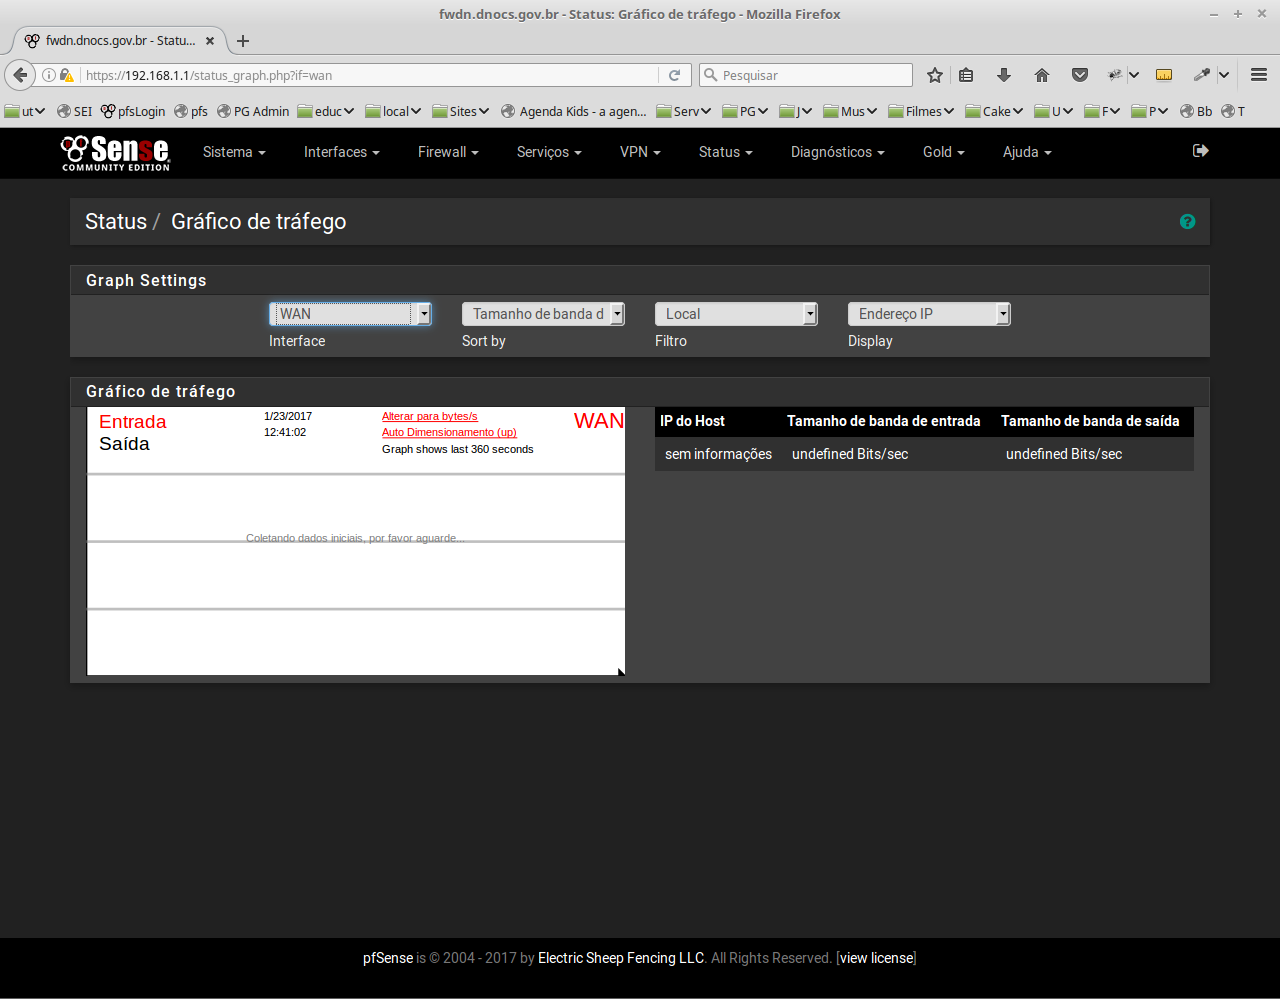 fwdn.dnocs.gov.br - Status: Gráfico de tráfego - Mozilla Firefox
fwdn.dnocs.gov.br - Statu...
https://192.168.1.1/status_graph.php?if=wan
Pesquisar
ut SEI pfsLogin pfs PG Admin educ local Sites Agenda Kids - a agen... Serv PG J Mus Filmes Cake U F P Bb T
Sense
COMMUNITY EDITION
Sistema Interfaces Firewall Serviços VPN Status Diagnósticos Gold Ajuda
Status / Gráfico de tráfego
Graph Settings
WAN Tamanho de banda d Local Endereço IP
Interface Sort by Filtro Display
Gráfico de tráfego
Entrada 1/23/2017 Alterar para bytes/s WAN
Saída 12:41:02 Auto Dimensionamento (up)
Graph shows last 360 seconds
Coletando dados iniciais, por favor aguarde...
IP do Host Tamanho de banda de entrada Tamanho de banda de saída
sem informações undefined Bits/sec undefined Bits/sec
pfSense is © 2004 - 2017 by Electric Sheep Fencing LLC. All Rights Reserved. [view license]